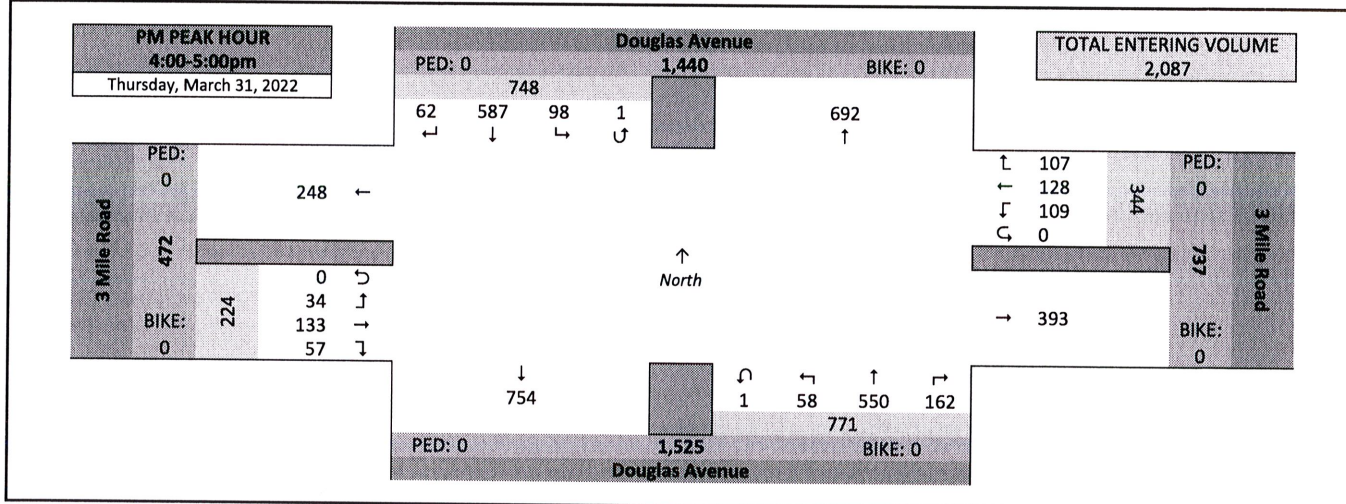 PM PEAK HOUR
4:00-5:00pm
Thursday, March 31, 2022
Douglas Avenue
PED: 0 1,440 BIKE: 0
748
62 587 98 1
↵ ↓ ↳ ↺
692
↑
TOTAL ENTERING VOLUME
2,087
3 Mile Road
PED:
0
472
BIKE:
0
248 ←
224
0 ⮌
34 ↑
133 →
57 ↴
↑
North
↑ 107
← 128
↓ 109
↪ 0
344
→ 393
PED:
0
737
BIKE:
0
3 Mile Road
↓
754
↶ ← ↑ →
1 58 550 162
771
PED: 0 1,525 BIKE: 0
Douglas Avenue